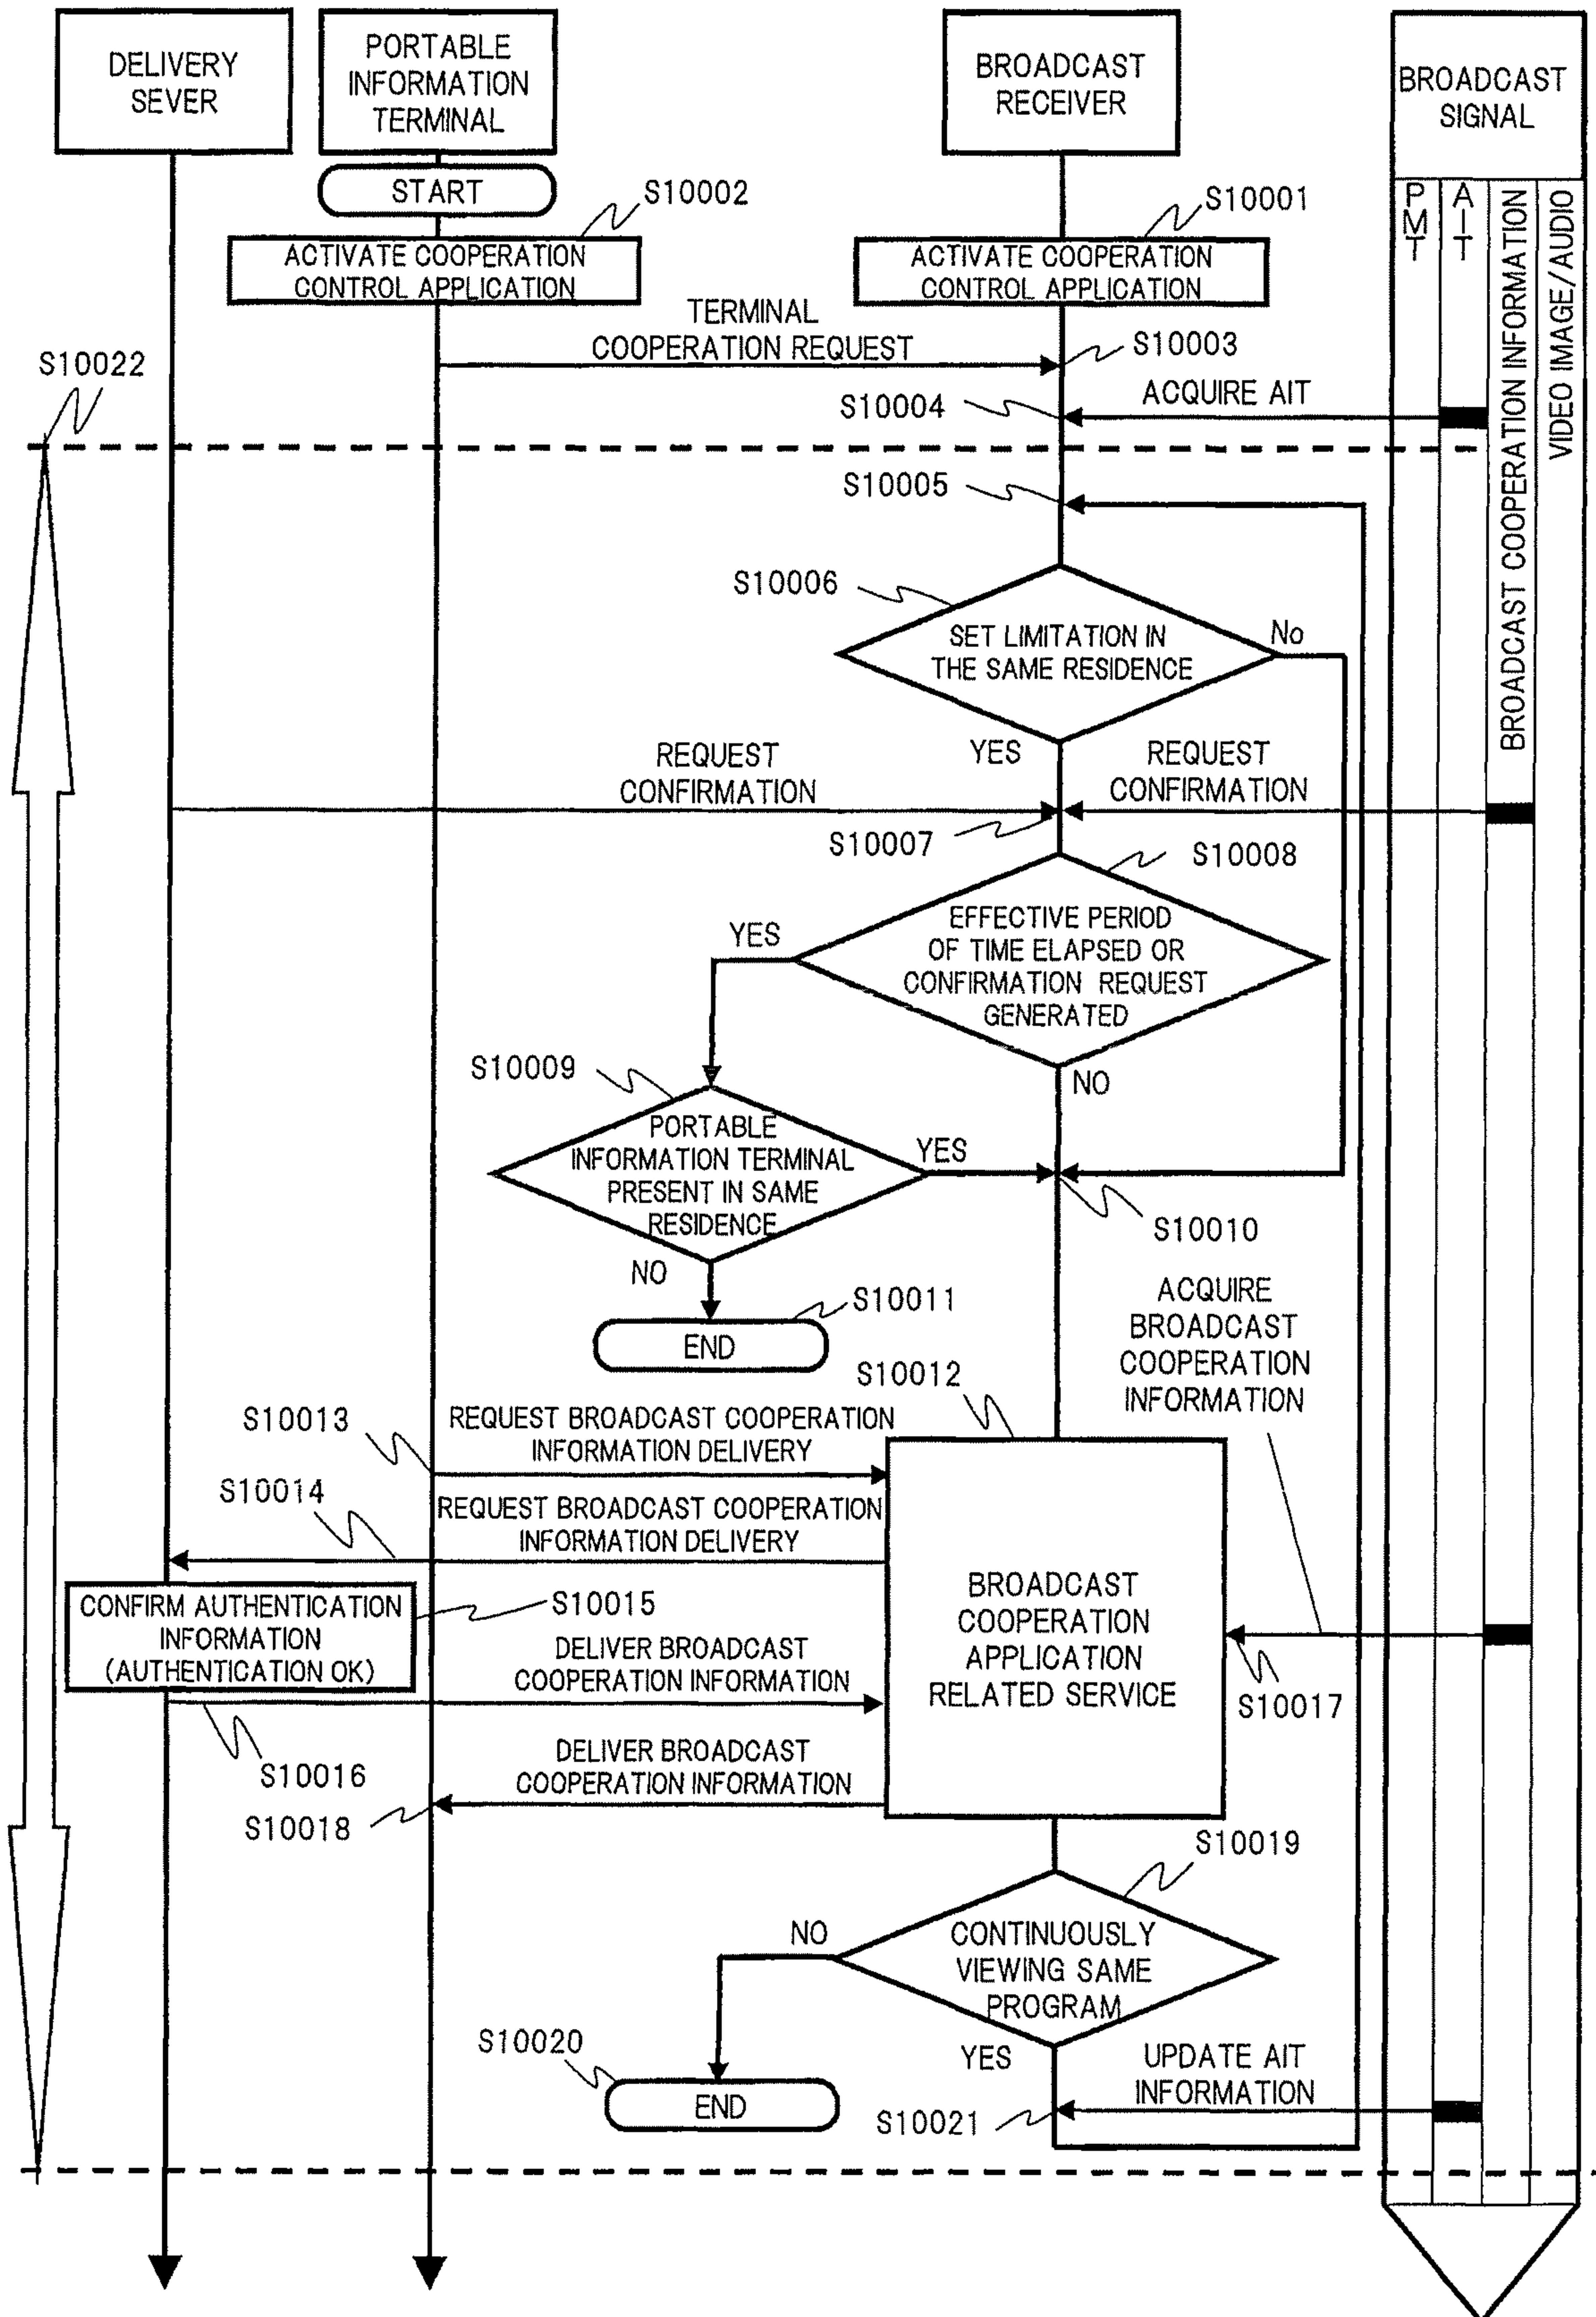 DELIVERY
SEVER
PORTABLE
INFORMATION
TERMINAL
BROADCAST
RECEIVER
BROADCAST
SIGNAL
START
S10002
S10001
PMT
AIT
BROADCAST COOPERATION INFORMATION
VIDEO IMAGE/AUDIO
ACTIVATE COOPERATION
CONTROL APPLICATION
ACTIVATE COOPERATION
CONTROL APPLICATION
TERMINAL
COOPERATION REQUEST
S10003
S10022
S10004
ACQUIRE AIT
S10005
S10006
SET LIMITATION IN
THE SAME RESIDENCE
No
YES
REQUEST
CONFIRMATION
REQUEST
CONFIRMATION
S10007
S10008
EFFECTIVE PERIOD
OF TIME ELAPSED OR
CONFIRMATION REQUEST
GENERATED
YES
NO
S10009
PORTABLE
INFORMATION TERMINAL
PRESENT IN SAME
RESIDENCE
YES
S10010
NO
S10011
END
ACQUIRE
BROADCAST
COOPERATION
INFORMATION
S10012
S10013
REQUEST BROADCAST COOPERATION
INFORMATION DELIVERY
S10014
REQUEST BROADCAST COOPERATION
INFORMATION DELIVERY
BROADCAST
COOPERATION
APPLICATION
RELATED SERVICE
CONFIRM AUTHENTICATION
INFORMATION
(AUTHENTICATION OK)
S10015
DELIVER BROADCAST
COOPERATION INFORMATION
S10017
S10016
DELIVER BROADCAST
COOPERATION INFORMATION
S10018
S10019
CONTINUOUSLY
VIEWING SAME
PROGRAM
NO
YES
S10020
END
UPDATE AIT
INFORMATION
S10021